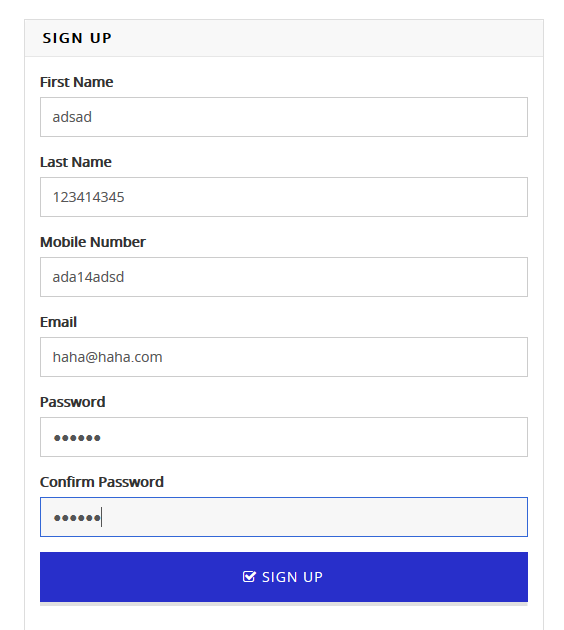 SIGN UP
First Name
adsad
Last Name
123414345
Mobile Number
ada14adsd
Email
haha@haha.com
Password
●●●●●●
Confirm Password
●●●●●●
SIGN UP